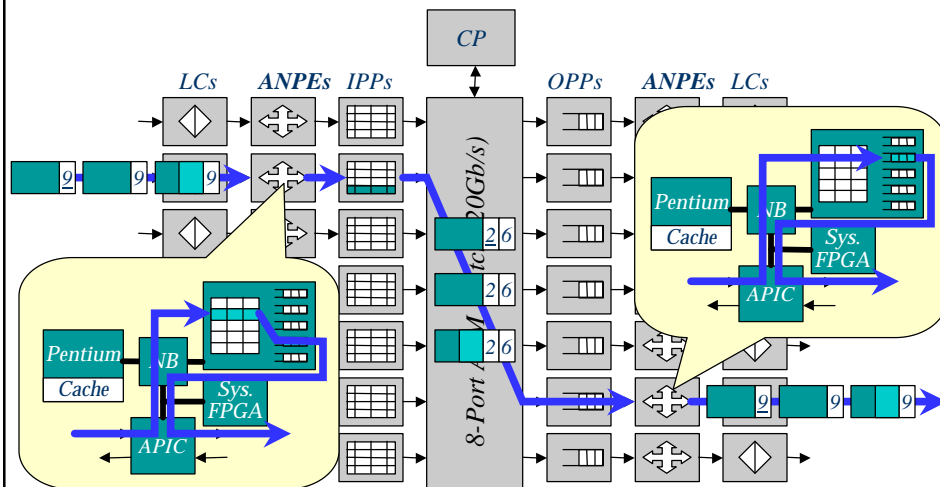 CP
LCs
ANPEs
IPPs
OPPs
ANPEs
LCs
9
9
9
20Gb/s)
8-Port A
M
tc
2 6
2 6
2 6
Pentium
Cache
NB
Sys.
FPGA
APIC
Pentium
Cache
NB
Sys.
FPGA
APIC
9
9
9